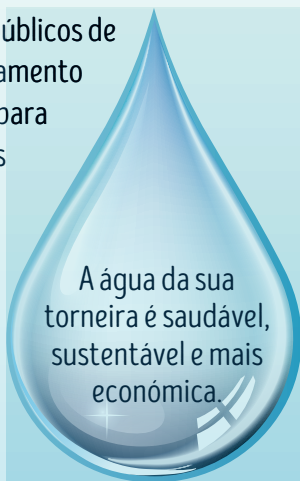 úblicos de
amento
para
s
A água da sua
torneira é saudável,
sustentável e mais
económica.